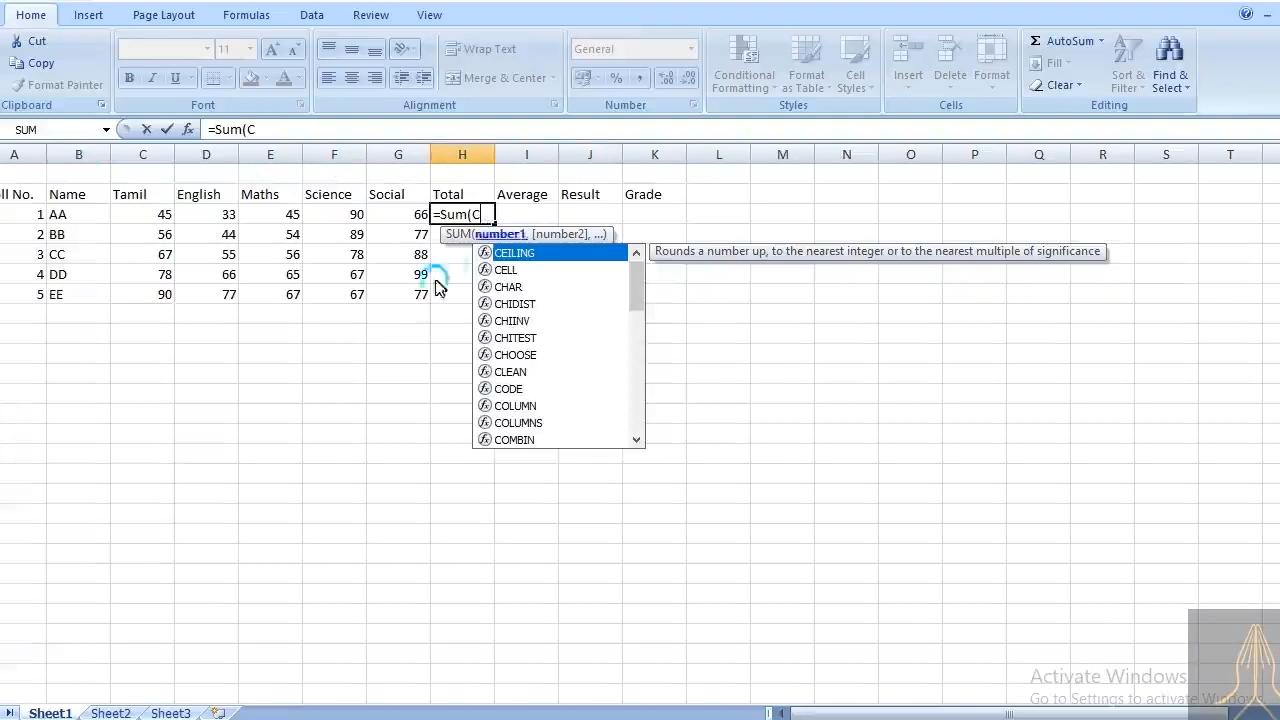 Home Insert Page Layout Formulas Data Review View
Cut
Copy
Format Painter
Clipboard
11
B I U
Font
Wrap Text
Merge & Center
Alignment
General
% ,
Number
Conditional Formatting
Format as Table
Cell Styles
Styles
Insert Delete Format
Cells
Σ AutoSum
Fill
Clear
Sort & Filter
Find & Select
Editing
SUM fx =Sum(C
A B C D E F G H I J K L M N O P Q R S T
ll No. Name Tamil English Maths Science Social Total Average Result Grade
1 AA 45 33 45 90 66 =Sum(C
2 BB 56 44 54 89 77
3 CC 67 55 56 78 88
4 DD 78 66 65 67 99
5 EE 90 77 67 67 77
SUM(number1, [number2], ...)
CEILING
Rounds a number up, to the nearest integer or to the nearest multiple of significance
CELL
CHAR
CHIDIST
CHIINV
CHITEST
CHOOSE
CLEAN
CODE
COLUMN
COLUMNS
COMBIN
Activate Windows
Go to Settings to activate Windows.
Sheet1 Sheet2 Sheet3